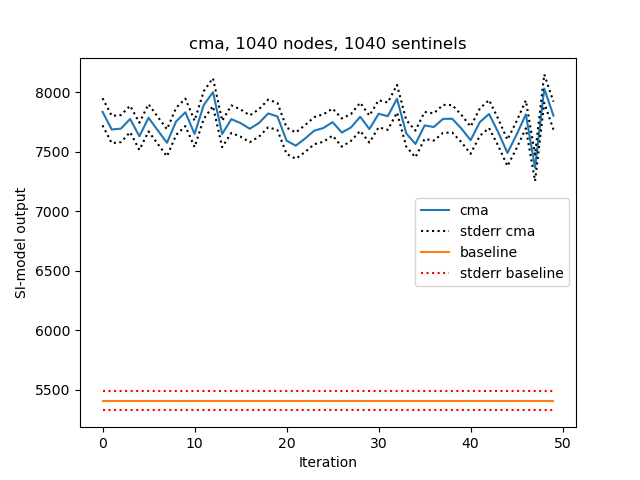 cma, 1040 nodes, 1040 sentinels
SI-model output
8000
7500
7000
6500
6000
5500
cma
stderr cma
baseline
stderr baseline
0
10
20
30
40
50
Iteration